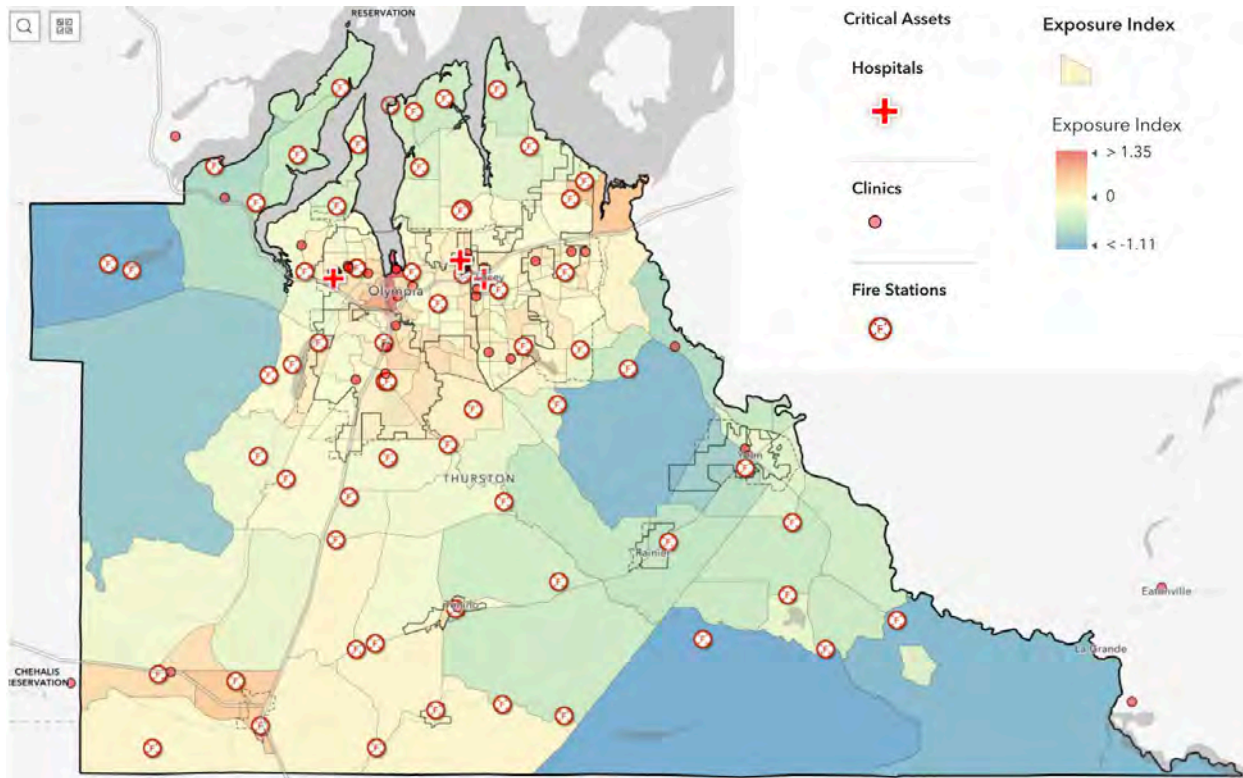 RESERVATION
Critical Assets
Exposure Index
Hospitals
Exposure Index
> 1.35
0
< -1.11
Clinics
Fire Stations
Olympia
THURSTON
Rainier
Eatonville
La Grande
CHEHALIS
RESERVATION